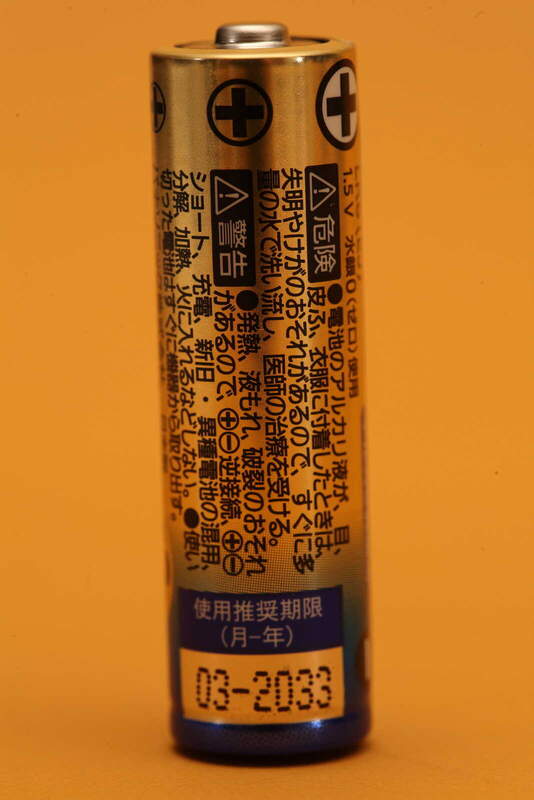 1.5V 水銀0(ゼロ)使用
危険 ●電池のアルカリ液が、目、
皮ふ、衣服に付着したときは、
失明やけがのおそれがあるので、すぐに多
量の水で洗い流し、医師の治療を受ける。
警告 ●発熱、液もれ、破裂のおそれ
があるので、⊕⊖逆接続 ⊕⊖
ショート、充電、新旧・異種電池の混用、
分解、加熱、火に入れるなどしない。●使い
切った電池はすぐに機器から取り出す。
使用推奨期限
(月-年)
03-2033